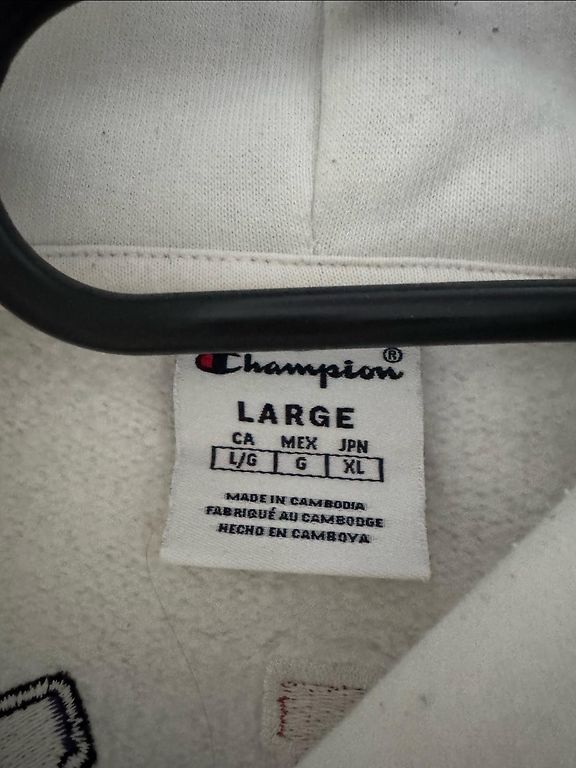 Champion®
LARGE
CA MEX JPN
L/G G XL
MADE IN CAMBODIA
FABRIQUÉ AU CAMBODGE
HECHO EN CAMBOYA